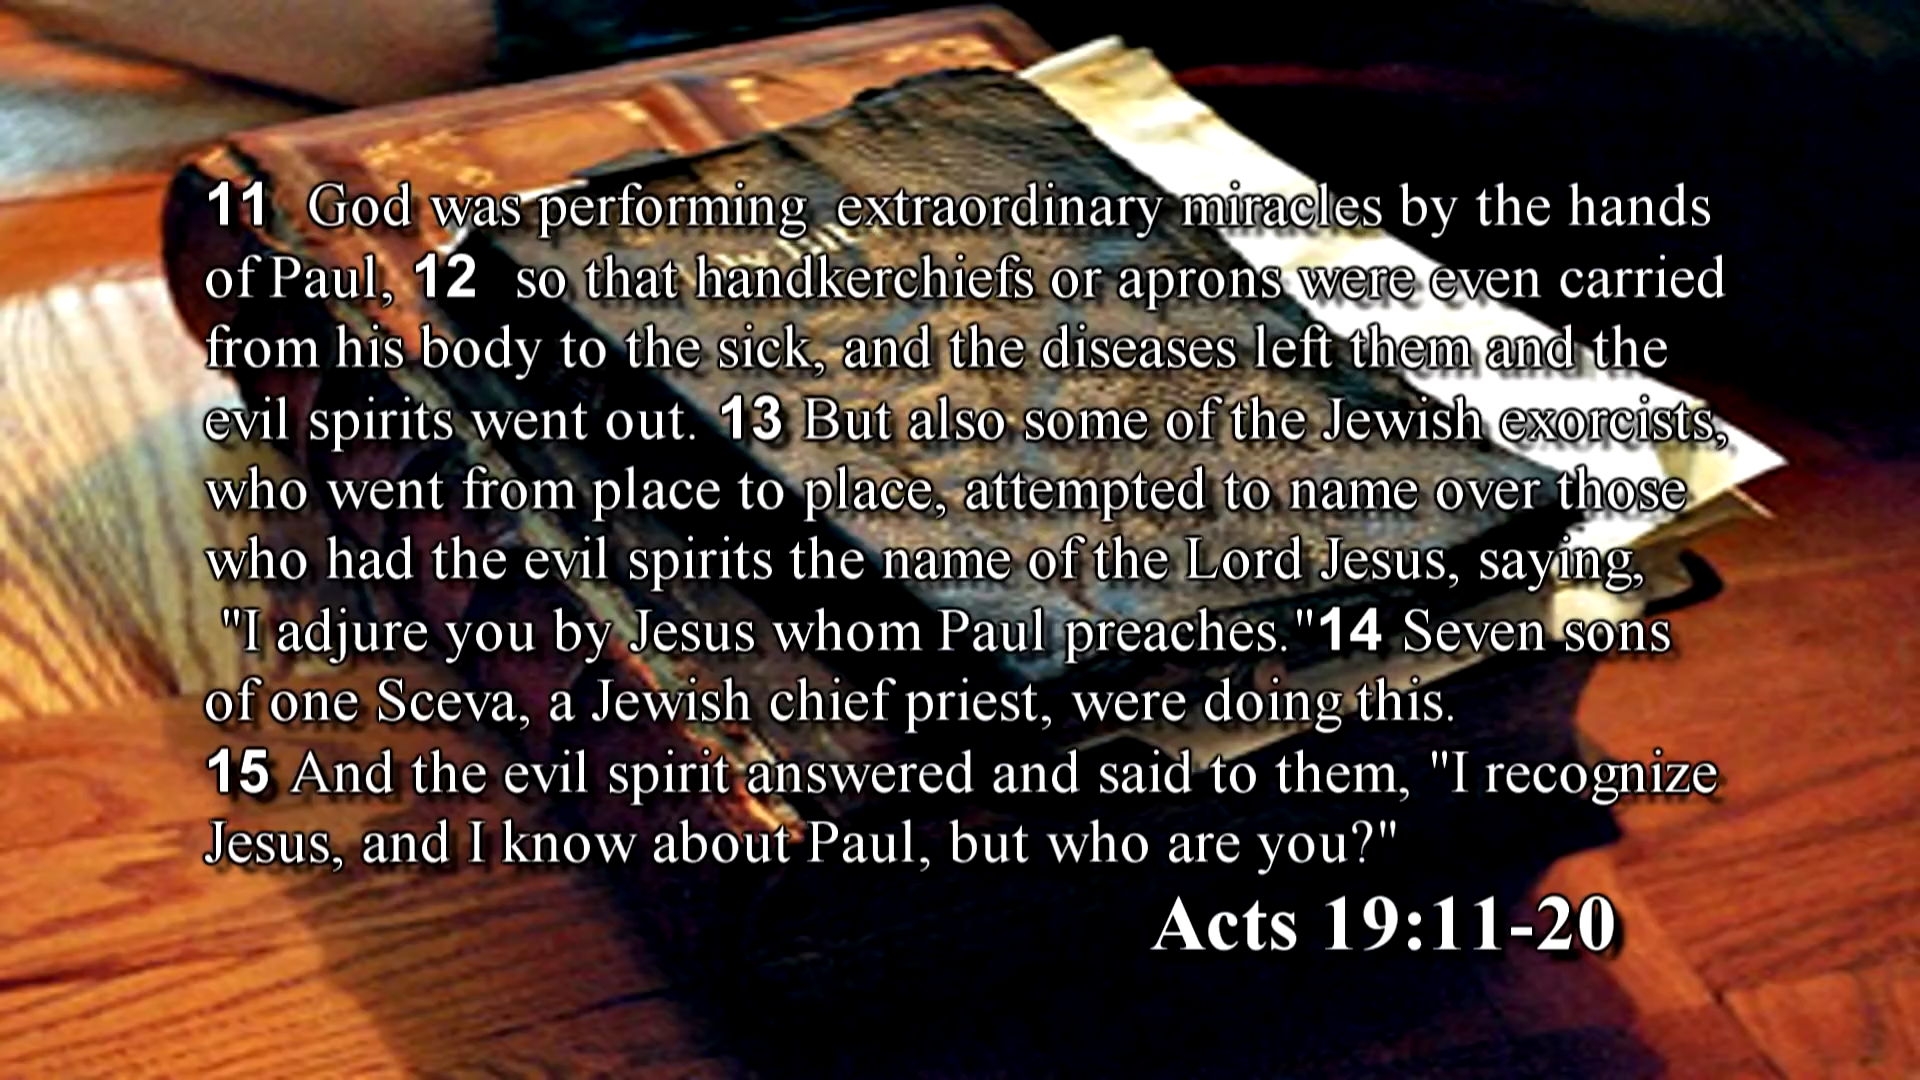 11 God was performing extraordinary miracles by the hands
of Paul, 12 so that handkerchiefs or aprons were even carried
from his body to the sick, and the diseases left them and the
evil spirits went out. 13 But also some of the Jewish exorcists,
who went from place to place, attempted to name over those
who had the evil spirits the name of the Lord Jesus, saying,
"I adjure you by Jesus whom Paul preaches."14 Seven sons
of one Sceva, a Jewish chief priest, were doing this.
15 And the evil spirit answered and said to them, "I recognize
Jesus, and I know about Paul, but who are you?"
Acts 19:11-20